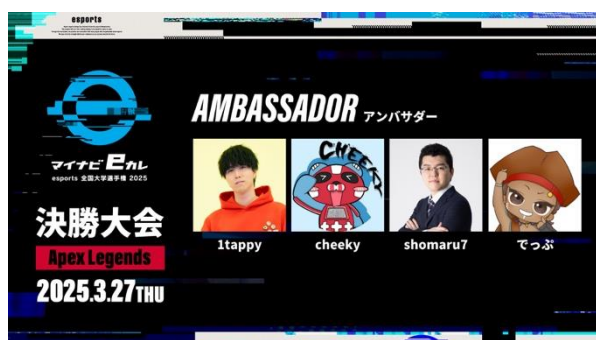 esports
マイナビeカレ
esports 全国大学選手権 2025
決勝大会
Apex Legends
2025.3.27THU
AMBASSADOR アンバサダー
CHEEKY
1tappy
cheeky
shomaru7
でっぷ